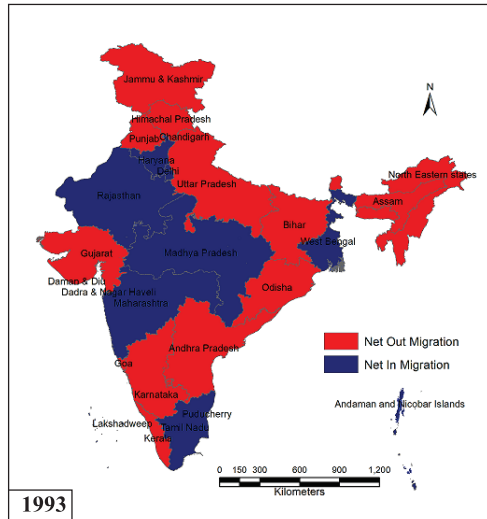 Jammu & Kashmir
N
Himachal Pradesh
Punjab
Chandigarh
Haryana
Delhi
North Eastern states
Uttar Pradesh
Assam
Rajasthan
Bihar
West Bengal
Gujarat
Madhya Pradesh
Daman & Diu
Odisha
Dadra & Nagar Haveli
Maharashtra
Net Out Migration
Andhra Pradesh
Net In Migration
Goa
Karnataka
Andaman and Nicobar Islands
Puducherry
Lakshadweep
Tamil Nadu
Kerala
0 150 300 600 900 1,200
Kilometers
1993